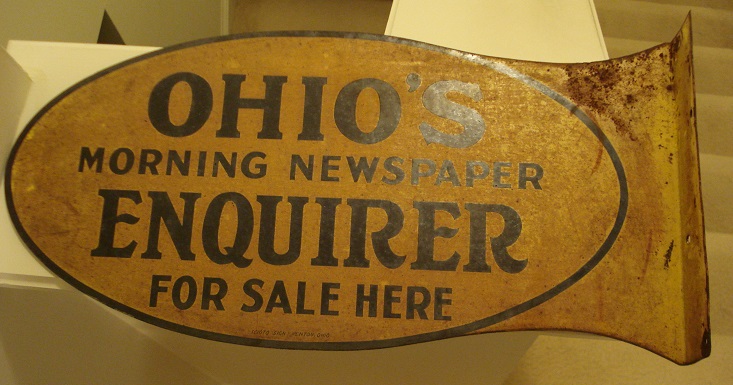 OHIO'S
MORNING NEWSPAPER
ENQUIRER
FOR SALE HERE